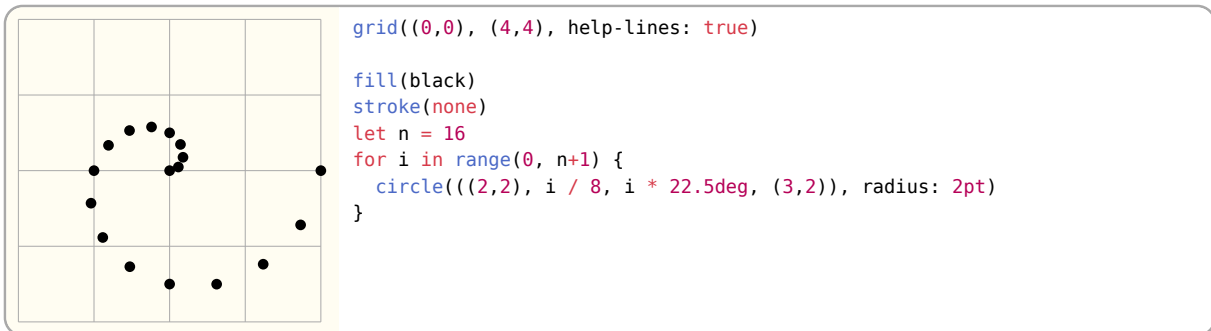 grid((0,0), (4,4), help-lines: true)
fill(black)
stroke(none)
let n = 16
for i in range(0, n+1) {
  circle(((2,2), i / 8, i * 22.5deg, (3,2)), radius: 2pt)
}